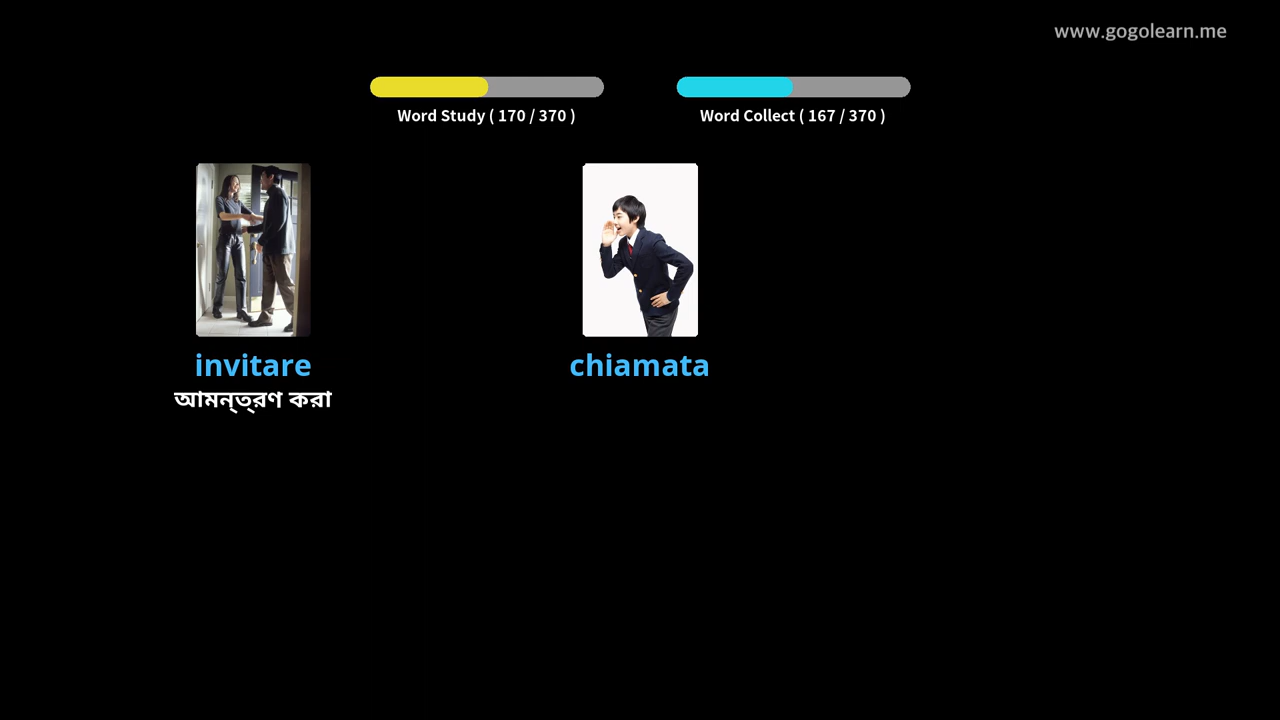 www.gogolearn.me
Word Study ( 170 / 370 )
Word Collect ( 167 / 370 )
invitare
chiamata
আমন্ত্রণ করা